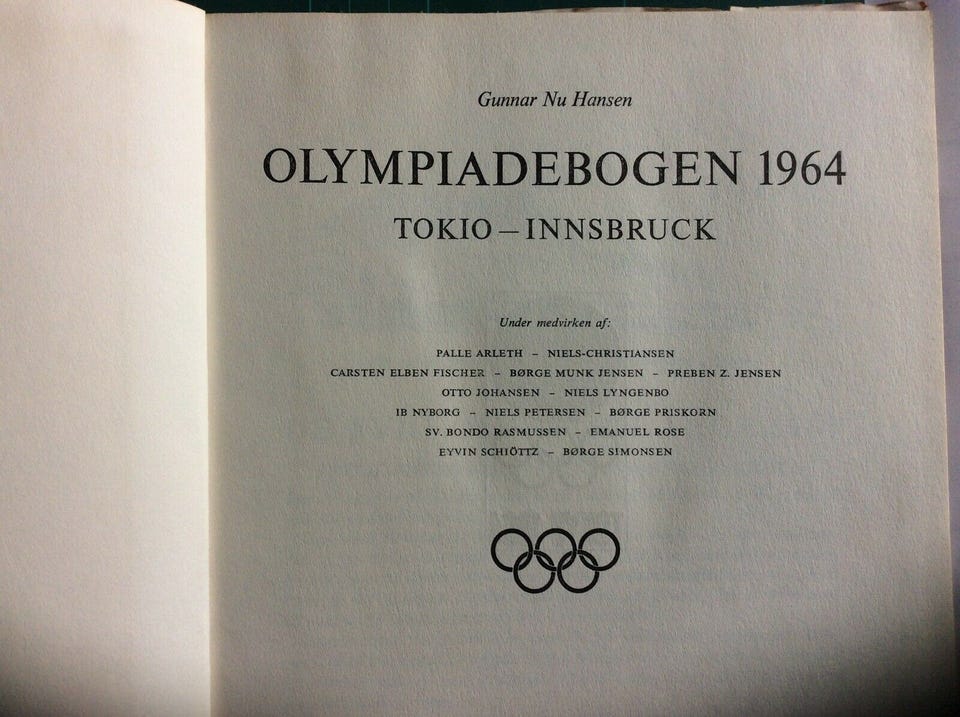 Gunnar Nu Hansen
OLYMPIADEBOGEN 1964
TOKIO – INNSBRUCK
Under medvirken af:
PALLE ARLETH – NIELS-CHRISTIANSEN
CARSTEN ELBEN FISCHER – BØRGE MUNK JENSEN – PREBEN Z. JENSEN
OTTO JOHANSEN – NIELS LYNGENBO
IB NYBORG – NIELS PETERSEN – BØRGE PRISKORN
SV. BONDO RASMUSSEN – EMANUEL ROSE
EYVIN SCHIÖTTZ – BØRGE SIMONSEN